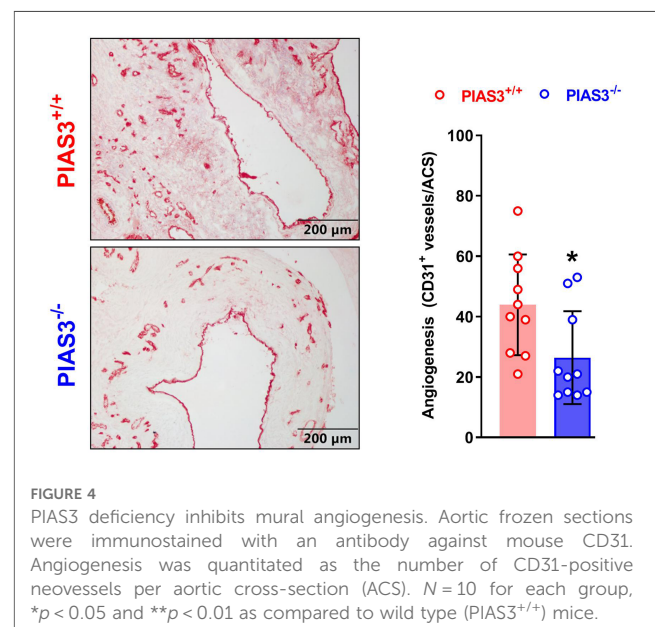 PIAS3+/+
200 µm
PIAS3-/-
200 µm
PIAS3+/+ PIAS3-/-
Angiogenesis (CD31+ vessels/ACS)
100
80
60
40
20
0
*
FIGURE 4
PIAS3 deficiency inhibits mural angiogenesis. Aortic frozen sections
were immunostained with an antibody against mouse CD31.
Angiogenesis was quantitated as the number of CD31-positive
neovessels per aortic cross-section (ACS). N = 10 for each group,
*p < 0.05 and **p < 0.01 as compared to wild type (PIAS3+/+) mice.